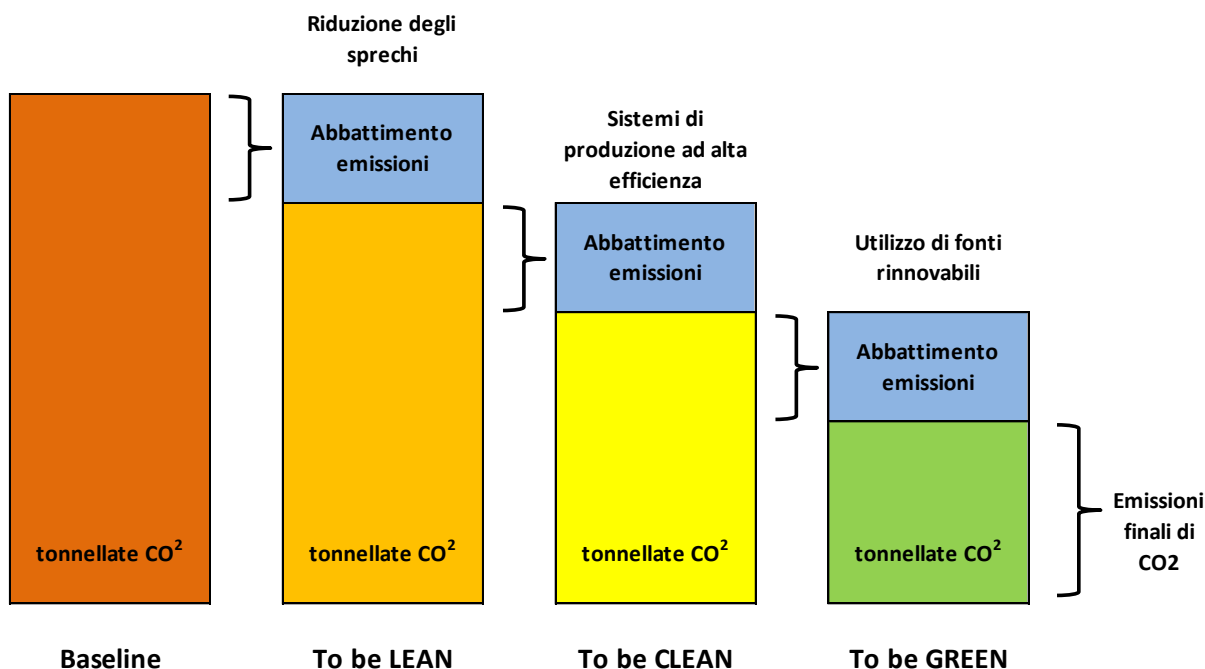 Riduzione degli
sprechi
Abbattimento
emissioni
Sistemi di
produzione ad alta
efficienza
Abbattimento
emissioni
Utilizzo di fonti
rinnovabili
Abbattimento
emissioni
tonnellate CO²
tonnellate CO²
tonnellate CO²
tonnellate CO²
Emissioni
finali di
CO2
Baseline
To be LEAN
To be CLEAN
To be GREEN